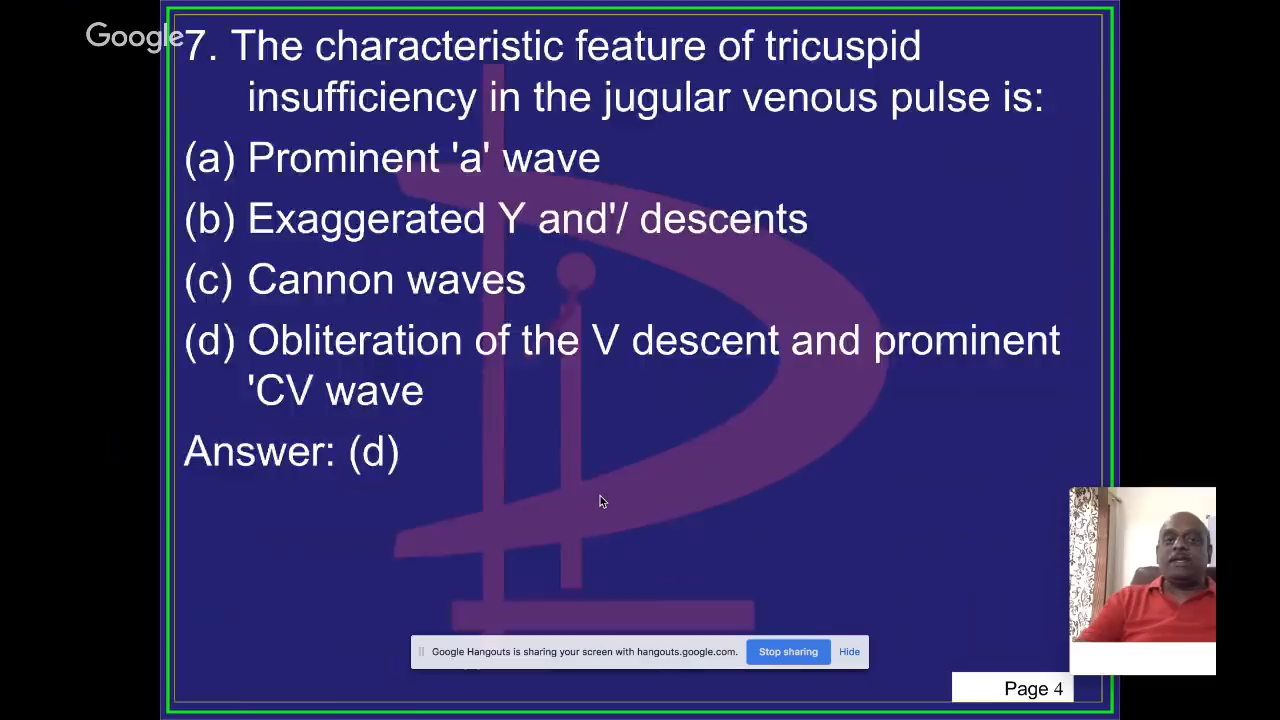 Google
7. The characteristic feature of tricuspid
insufficiency in the jugular venous pulse is:
(a) Prominent 'a' wave
(b) Exaggerated Y and'/ descents
(c) Cannon waves
(d) Obliteration of the V descent and prominent
'CV wave
Answer: (d)
Google Hangouts is sharing your screen with hangouts.google.com.
Stop sharing
Hide
Page 4